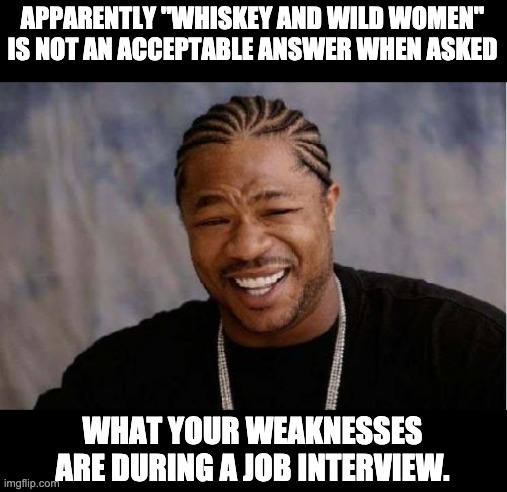 APPARENTLY "WHISKEY AND WILD WOMEN"
IS NOT AN ACCEPTABLE ANSWER WHEN ASKED
WHAT YOUR WEAKNESSES
ARE DURING A JOB INTERVIEW.
imgflip.com